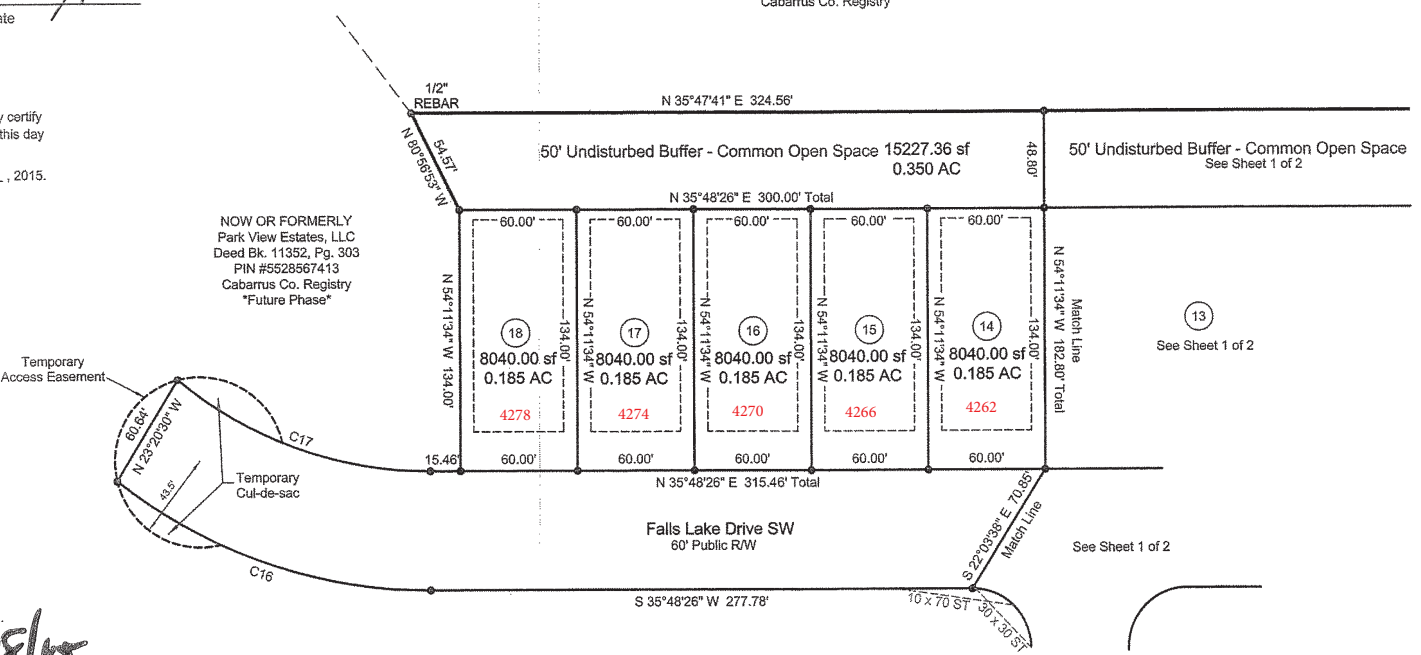 ate
Cabarrus Co. Registry
y certify
this day
, 2015.
1/2"
REBAR
N 35°47'41" E 324.56'
54.57'
N 80°56'53" W
50' Undisturbed Buffer - Common Open Space 15227.36 sf
0.350 AC
48.80'
50' Undisturbed Buffer - Common Open Space
See Sheet 1 of 2
N 35°48'26" E 300.00' Total
NOW OR FORMERLY
Park View Estates, LLC
Deed Bk. 11352, Pg. 303
PIN #5528567413
Cabarrus Co. Registry
*Future Phase*
60.00'
60.00'
60.00'
60.00'
60.00'
N 54°11'34" W 134.00'
18
8040.00 sf
0.185 AC
4278
134.00'
N 54°11'34" W
17
8040.00 sf
0.185 AC
4274
134.00'
N 54°11'34" W
16
8040.00 sf
0.185 AC
4270
134.00'
N 54°11'34" W
15
8040.00 sf
0.185 AC
4266
134.00'
N 54°11'34" W
14
8040.00 sf
0.185 AC
4262
134.00'
N 54°11'34" W 182.80' Total
Match Line
13
See Sheet 1 of 2
Temporary
Access Easement
60.64'
N 23°20'30" W
43.5'
C17
Temporary
Cul-de-sac
C16
15.46'
60.00'
60.00'
60.00'
60.00'
60.00'
N 35°48'26" E 315.46' Total
Falls Lake Drive SW
60' Public R/W
S 22°03'38" E 70.85'
Match Line
See Sheet 1 of 2
S 35°48'26" W 277.78'
10 x 70 ST
30 x 30 ST